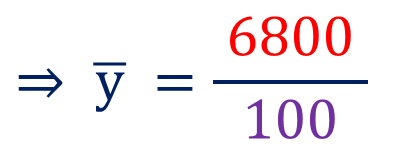 ⇒ y̅ = 6800
100